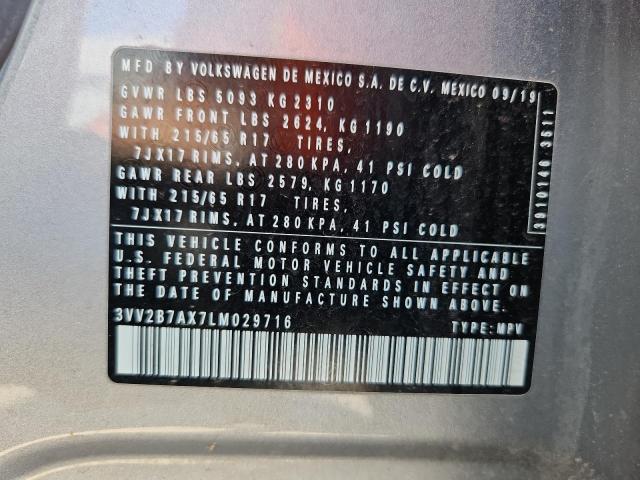 MFD BY VOLKSWAGEN DE MEXICO S.A. DE C.V. MEXICO 09/19
GVWR LBS 5093 KG 2310
GAWR FRONT LBS 2624, KG 1190
WITH 215/65 R17 TIRES,
7JX17 RIMS, AT 280 KPA, 41 PSI COLD
GAWR REAR LBS 2579, KG 1170
WITH 215/65 R17 TIRES,
7JX17 RIMS, AT 280 KPA, 41 PSI COLD
THIS VEHICLE CONFORMS TO ALL APPLICABLE
U.S. FEDERAL MOTOR VEHICLE SAFETY AND
THEFT PREVENTION STANDARDS IN EFFECT ON
THE DATE OF MANUFACTURE SHOWN ABOVE.
3VV2B7AX7LM029716 TYPE: MPV
3010140 3511